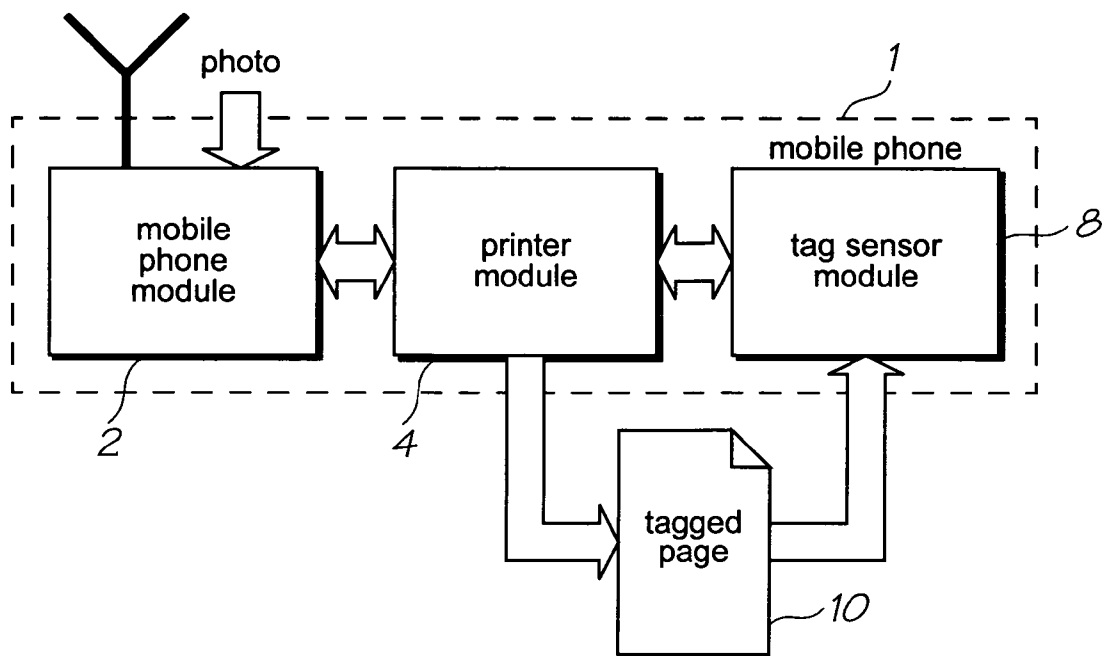 photo
1
mobile phone
mobile
phone
module
printer
module
tag sensor
module
8
2
4
tagged
page
10